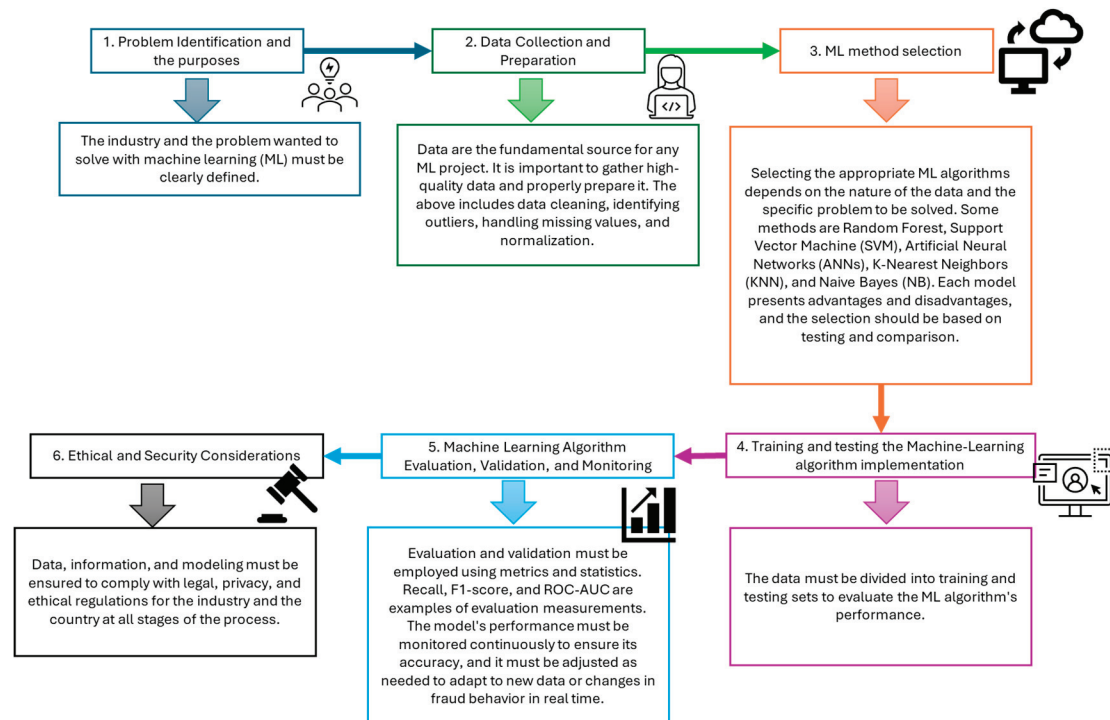 1. Problem Identification and
the purposes
2. Data Collection and
Preparation
3. ML method selection
The industry and the problem wanted to
solve with machine learning (ML) must be
clearly defined.
Data are the fundamental source for any
ML project. It is important to gather high-
quality data and properly prepare it. The
above includes data cleaning, identifying
outliers, handling missing values, and
normalization.
</>
Selecting the appropriate ML algorithms
depends on the nature of the data and the
specific problem to be solved. Some
methods are Random Forest, Support
Vector Machine (SVM), Artificial Neural
Networks (ANNs), K-Nearest Neighbors
(KNN), and Naive Bayes (NB). Each model
presents advantages and disadvantages,
and the selection should be based on
testing and comparison.
4. Training and testing the Machine-Learning
algorithm implementation
The data must be divided into training and
testing sets to evaluate the ML algorithm's
performance.
5. Machine Learning Algorithm
Evaluation, Validation, and Monitoring
Evaluation and validation must be
employed using metrics and statistics.
Recall, F1-score, and ROC-AUC are
examples of evaluation measurements.
The model's performance must be
monitored continuously to ensure its
accuracy, and it must be adjusted as
needed to adapt to new data or changes in
fraud behavior in real time.
6. Ethical and Security Considerations
Data, information, and modeling must be
ensured to comply with legal, privacy, and
ethical regulations for the industry and the
country at all stages of the process.